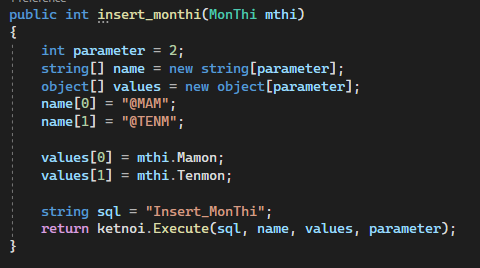 public int insert_monthi(MonThi mthi)
{
int parameter = 2;
string[] name = new string[parameter];
object[] values = new object[parameter];
name[0] = "@MAM";
name[1] = "@TENM";
values[0] = mthi.Mamon;
values[1] = mthi.Tenmon;
string sql = "Insert_MonThi";
return ketnoi.Execute(sql, name, values, parameter);
}